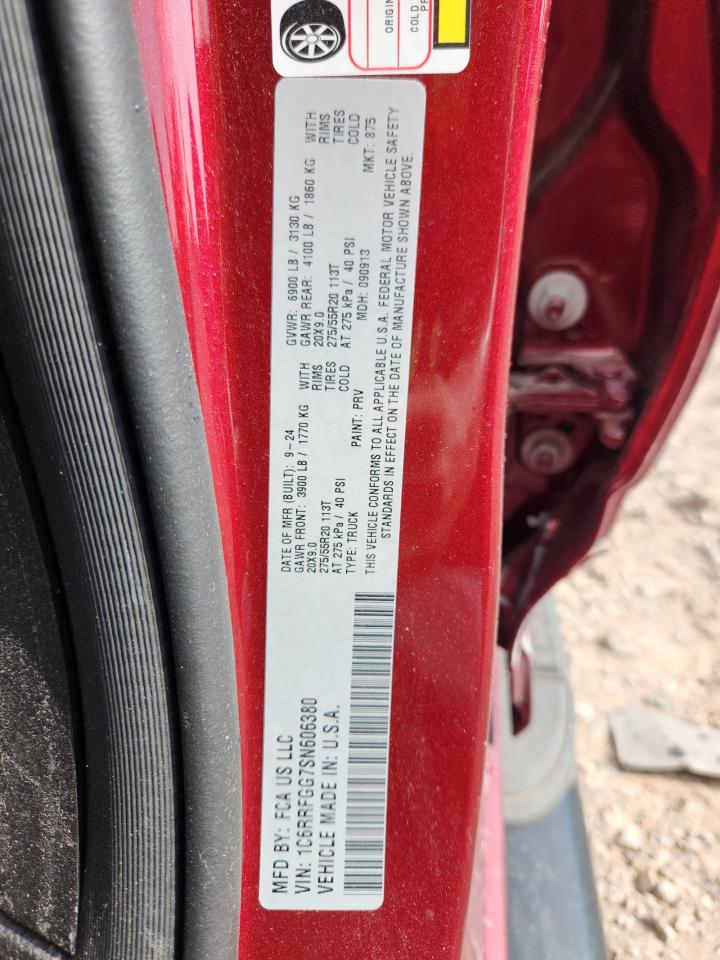 ORIGIN
COLD
MFD BY: FCA US LLC
VIN: 1C6RRFGG7SN606380
VEHICLE MADE IN: U.S.A.
DATE OF MFR (BUILT): 9-24
GVWR: 6900 LB / 3130 KG
GAWR FRONT: 3900 LB / 1770 KG WITH
20X9.0 RIMS
275/55R20 113T TIRES
AT 275 kPa / 40 PSI COLD
GAWR REAR: 4100 LB / 1860 KG WITH
20X9.0 RIMS
275/55R20 113T TIRES
AT 275 kPa / 40 PSI COLD
TYPE: TRUCK PAINT: PRV MDH: 090913 MKT: 875
THIS VEHICLE CONFORMS TO ALL APPLICABLE U.S.A. FEDERAL MOTOR VEHICLE SAFETY
STANDARDS IN EFFECT ON THE DATE OF MANUFACTURE SHOWN ABOVE.